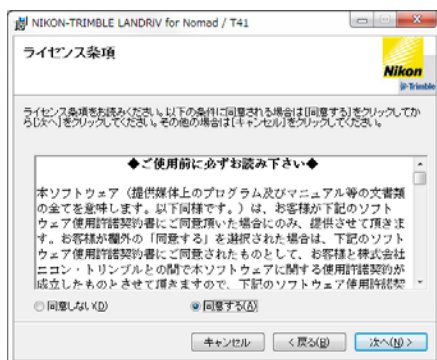 NIKON-TRIMBLE LANDRiV for Nomad / T41
ライセンス条項
Nikon
Trimble
ライセンス条項をお読みください。以下の条件に同意される場合は[同意する]をクリックしてか
ら[次へ]をクリックしてください。その他の場合は[キャンセル]をクリックしてください。
◆ご使用前に必ずお読み下さい◆
本ソフトウェア（提供媒体上のプログラム及びマニュアル等の文書類
の全てを意味します。以下同様です。）は、お客様が下記のソフト
ウェア使用許諾契約書にご同意頂いた場合にのみ、提供させて頂きま
す。お客様が欄外の「同意する」を選択された場合は、下記のソフト
ウェア使用許諾契約書にご同意されたものとして、お客様と株式会社
ニコン・トリンブルとの間で本ソフトウェアに関する使用許諾契約が
成立したものとさせて頂きますので、下記のソフトウェア使用許諾契
同意しない(D)
同意する(A)
キャンセル
< 戻る(B)
次へ(N) >